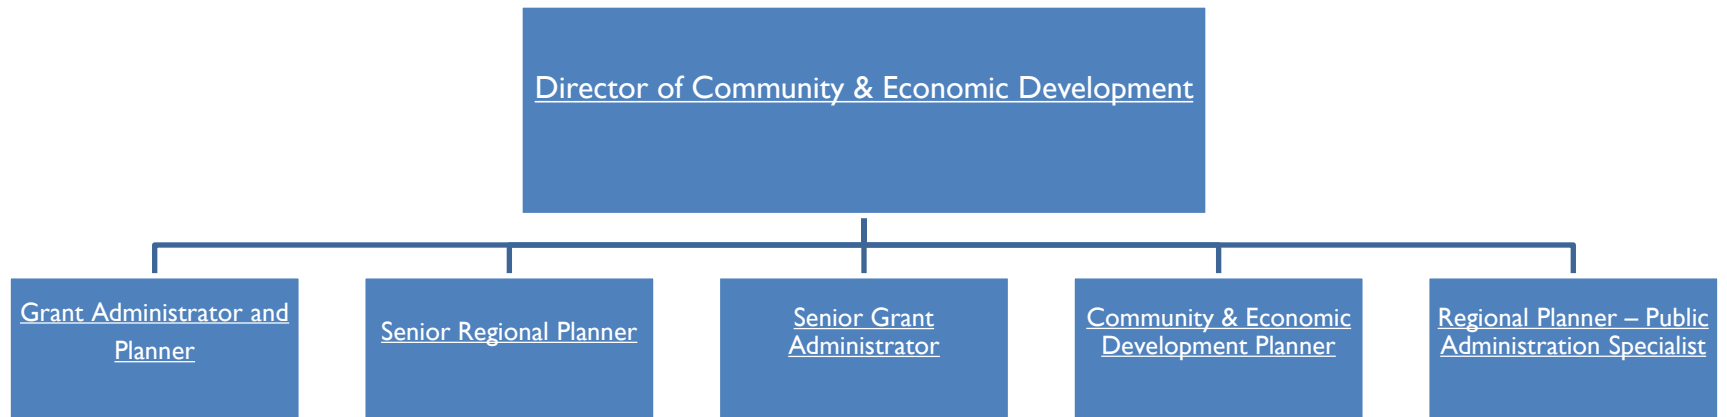 Director of Community & Economic Development
Grant Administrator and
Planner
Senior Regional Planner
Senior Grant
Administrator
Community & Economic
Development Planner
Regional Planner – Public
Administration Specialist